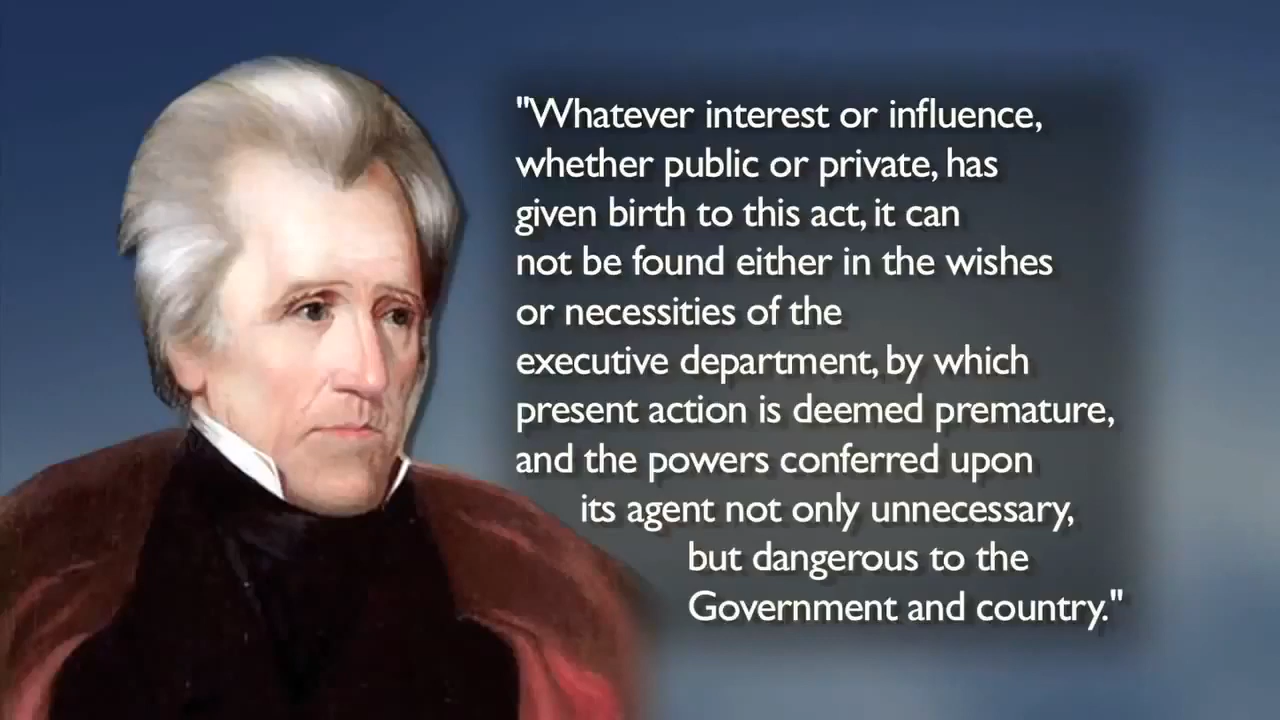 "Whatever interest or influence,
whether public or private, has
given birth to this act, it can
not be found either in the wishes
or necessities of the
executive department, by which
present action is deemed premature,
and the powers conferred upon
its agent not only unnecessary,
but dangerous to the
Government and country."